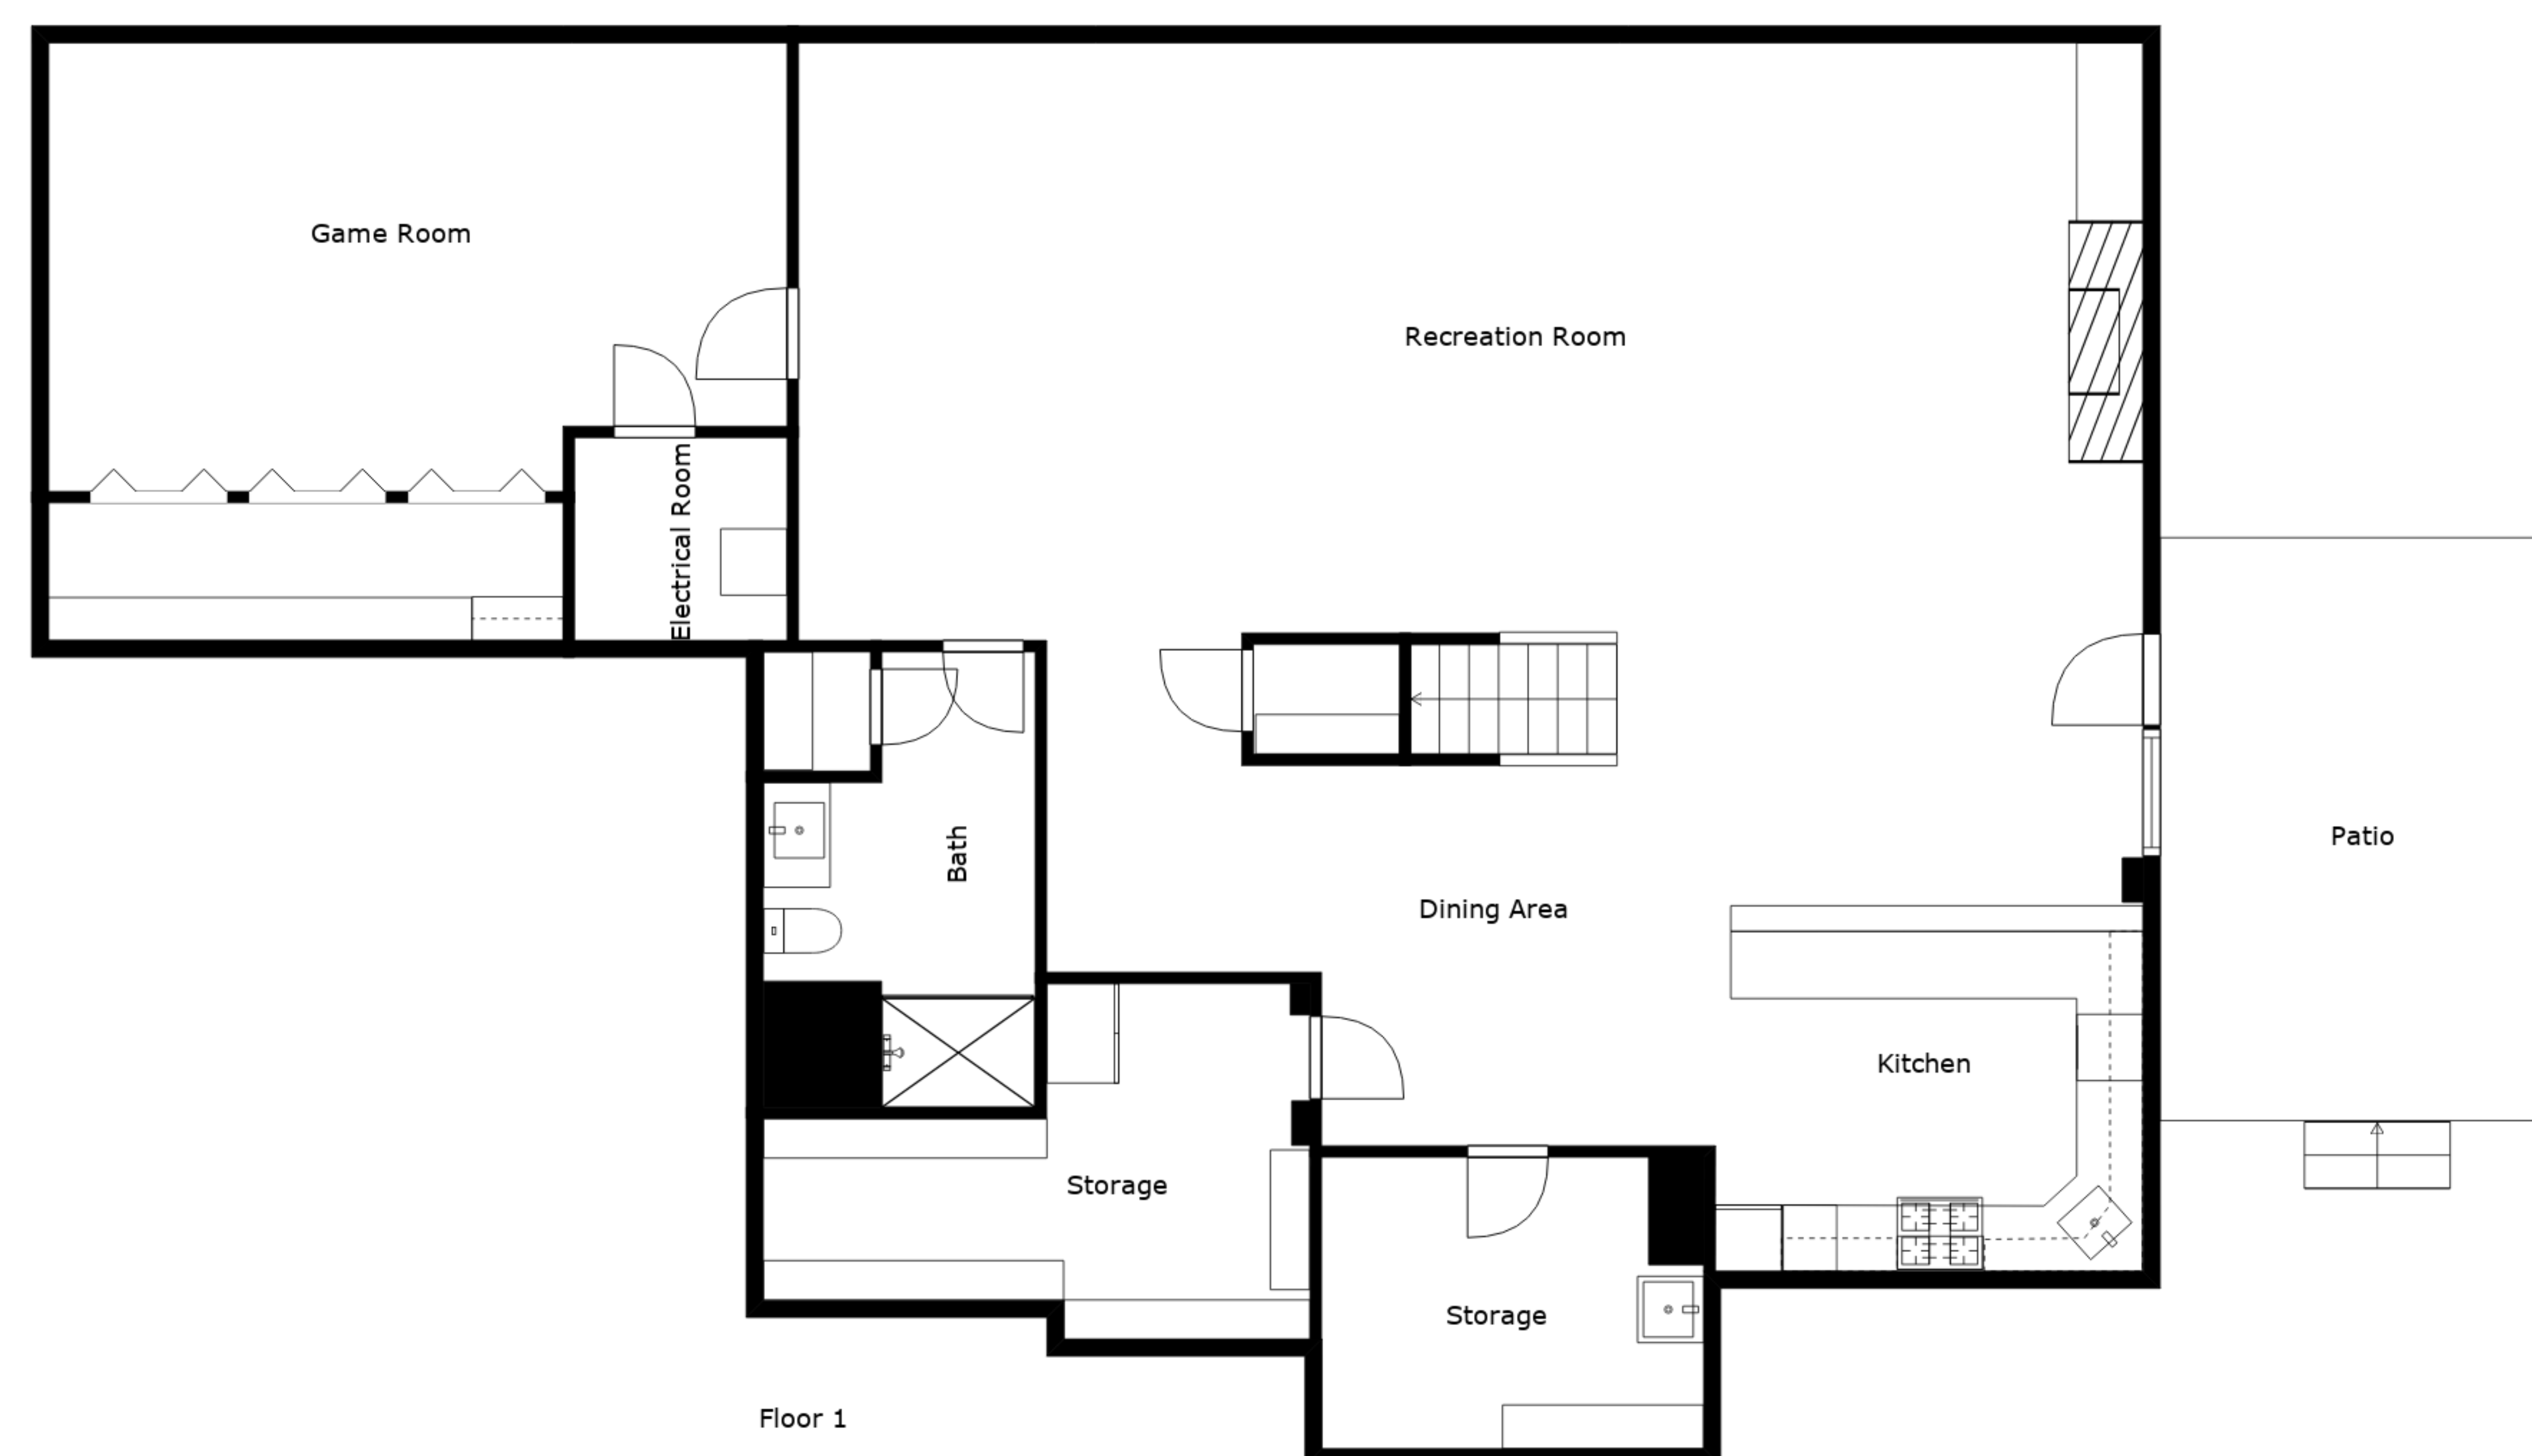 Game Room
Recreation Room
Electrical Room
Patio
Bath
Dining Area
Kitchen
Storage
Storage
Floor 1